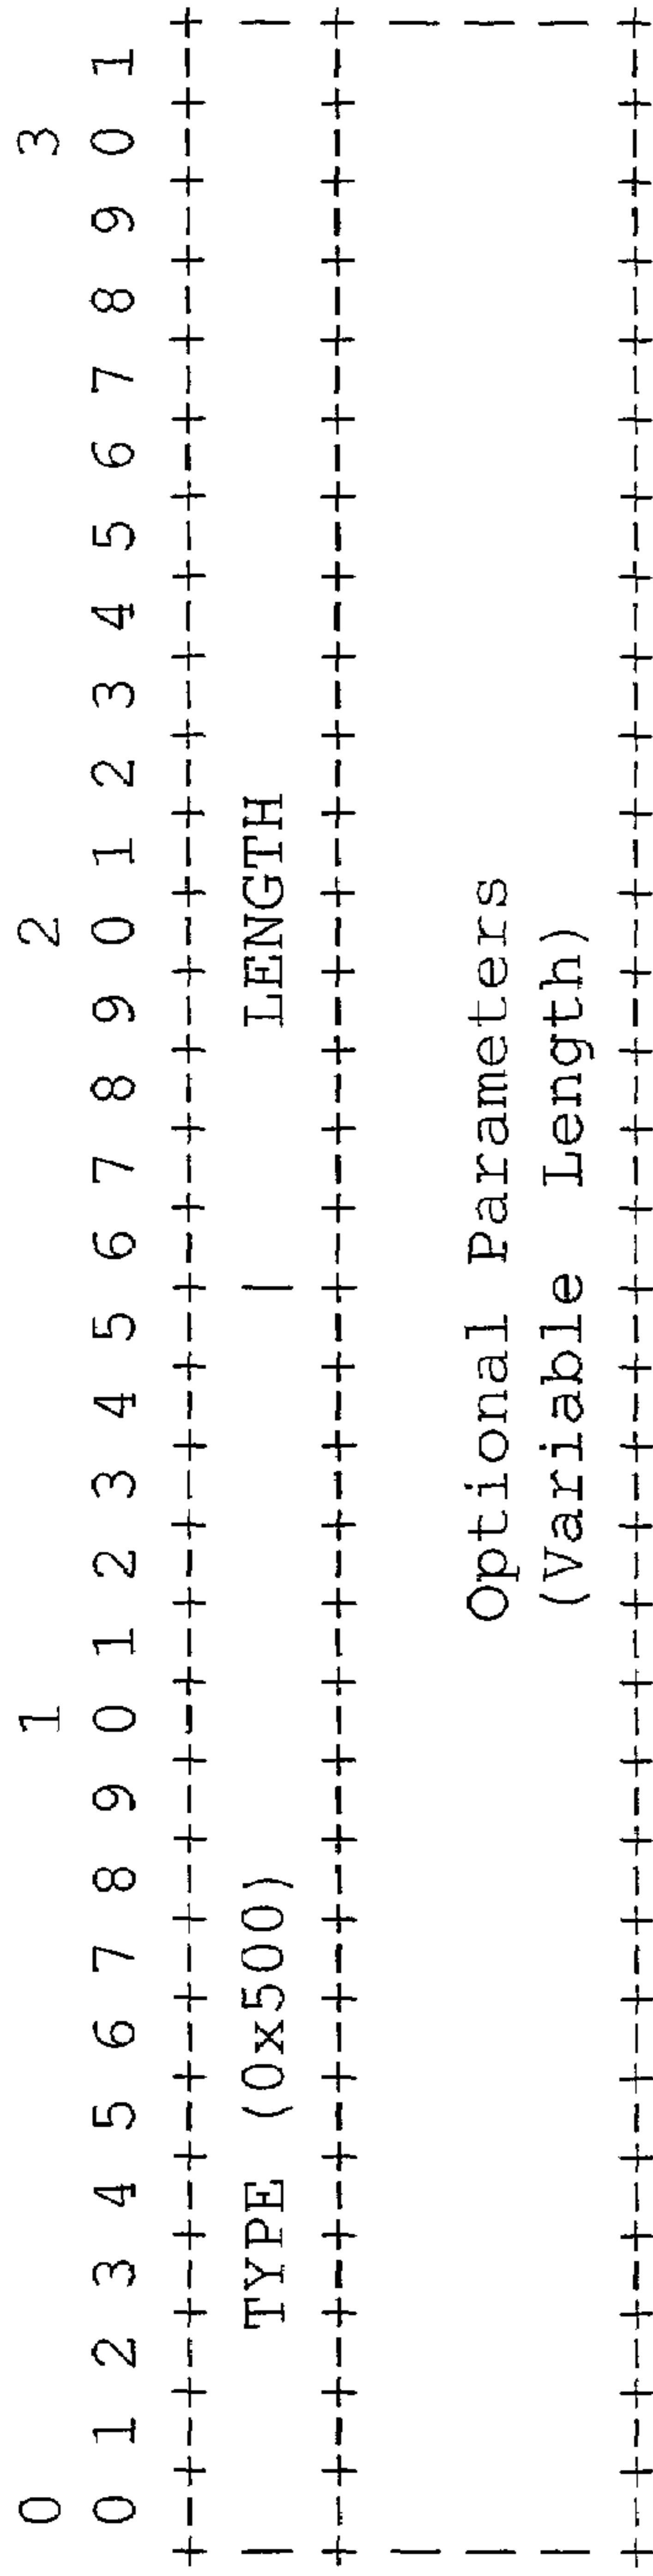 0                   1                   2                   3
 0 1 2 3 4 5 6 7 8 9 0 1 2 3 4 5 6 7 8 9 0 1 2 3 4 5 6 7 8 9 0 1
+-+-+-+-+-+-+-+-+-+-+-+-+-+-+-+-+-+-+-+-+-+-+-+-+-+-+-+-+-+-+-+-+
|     TYPE (0x500)              |      LENGTH                   |
+-+-+-+-+-+-+-+-+-+-+-+-+-+-+-+-+-+-+-+-+-+-+-+-+-+-+-+-+-+-+-+-+
|                                                               |
|                       Optional Parameters                     |
|                       (Variable  Length)                      |
+-+-+-+-+-+-+-+-+-+-+-+-+-+-+-+-+-+-+-+-+-+-+-+-+-+-+-+-+-+-+-+-+